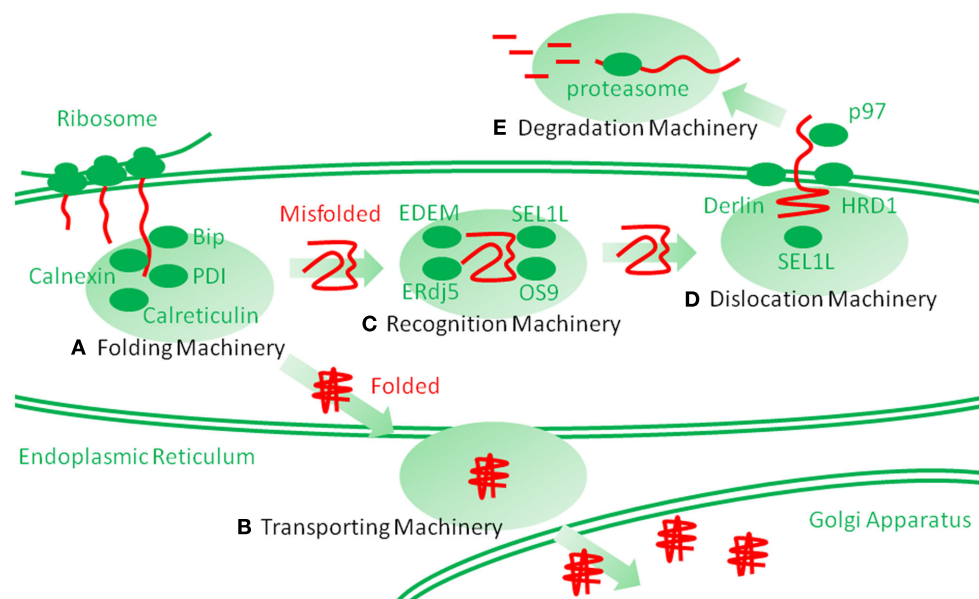 proteasome
E Degradation Machinery
p97
Ribosome
Misfolded
EDEM
SEL1L
Derlin
HRD1
Bip
Calnexin
PDI
ERdj5
OS9
SEL1L
Calreticulin
C Recognition Machinery
D Dislocation Machinery
A Folding Machinery
Folded
Endoplasmic Reticulum
B Transporting Machinery
Golgi Apparatus